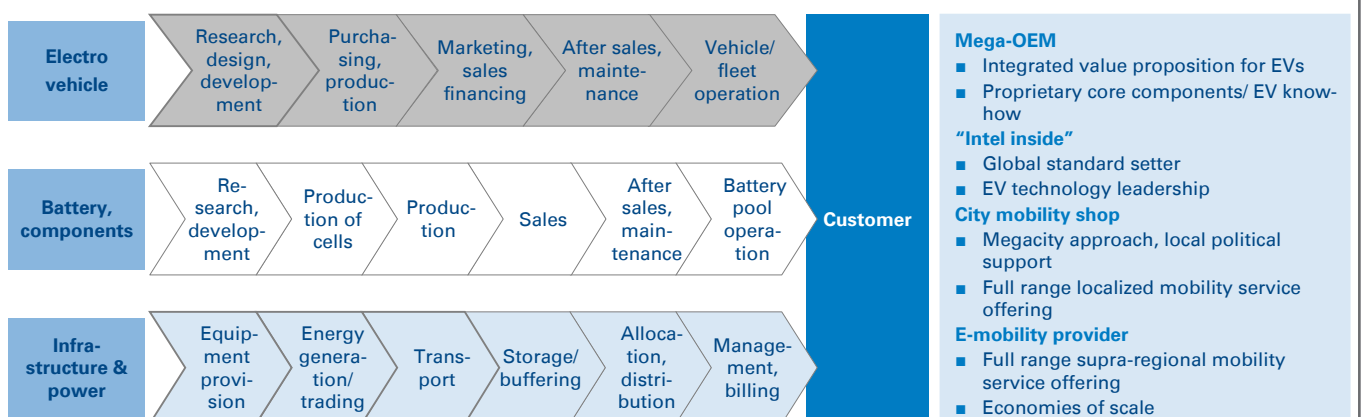 Electro
vehicle
Research,
design,
develop-
ment
Purcha-
sing,
produc-
tion
Marketing,
sales
financing
After sales,
mainte-
nance
Vehicle/
fleet
operation
Battery,
components
Re-
search,
develop-
ment
Produc-
tion of
cells
Produc-
tion
Sales
After
sales,
main-
tenance
Battery
pool
opera-
tion
Infra-
structure &
power
Equip-
ment
provi-
sion
Energy
genera-
tion/
trading
Trans-
port
Storage/
buffering
Alloca-
tion,
distri-
bution
Manage-
ment,
billing
Customer
Mega-OEM
■ Integrated value proposition for EVs
■ Proprietary core components/ EV know-
how
“Intel inside”
■ Global standard setter
■ EV technology leadership
City mobility shop
■ Megacity approach, local political
support
■ Full range localized mobility service
offering
E-mobility provider
■ Full range supra-regional mobility
service offering
■ Economies of scale